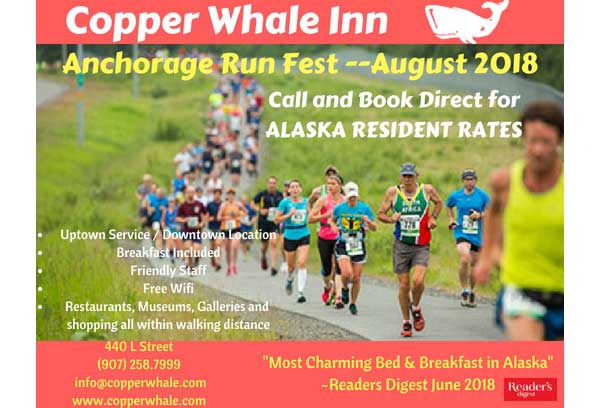 Copper Whale Inn
Anchorage Run Fest --August 2018
Call and Book Direct for
ALASKA RESIDENT RATES
• Uptown Service / Downtown Location
• Breakfast Included
• Friendly Staff
• Free Wifi
• Restaurants, Museums, Galleries and
shopping all within walking distance
440 L Street
(907) 258.7999
info@copperwhale.com
www.copperwhale.com
"Most Charming Bed & Breakfast in Alaska"
~Readers Digest June 2018
Reader's
digest
AFRICA